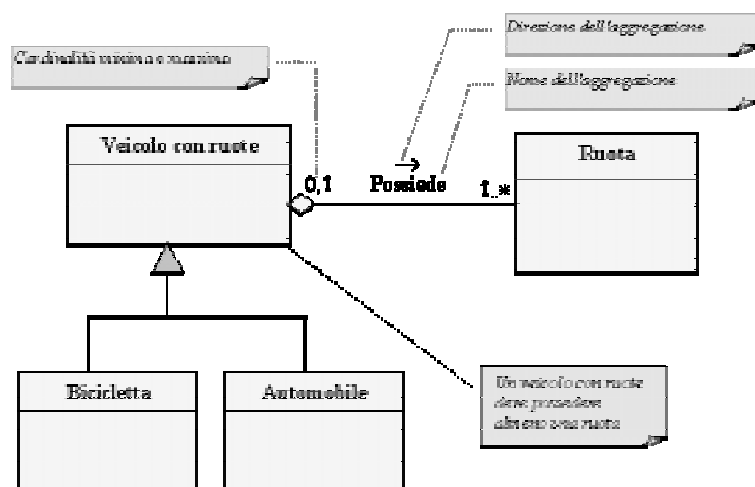 Direzione dell'aggregazione
Cardinalità minima e massima
Nome dell'aggregazione
Veicolo con ruote
Ruota
0,1
Possiede
1..*
Bicicletta
Automobile
Un veicolo con ruote
deve possedere
almeno una ruota